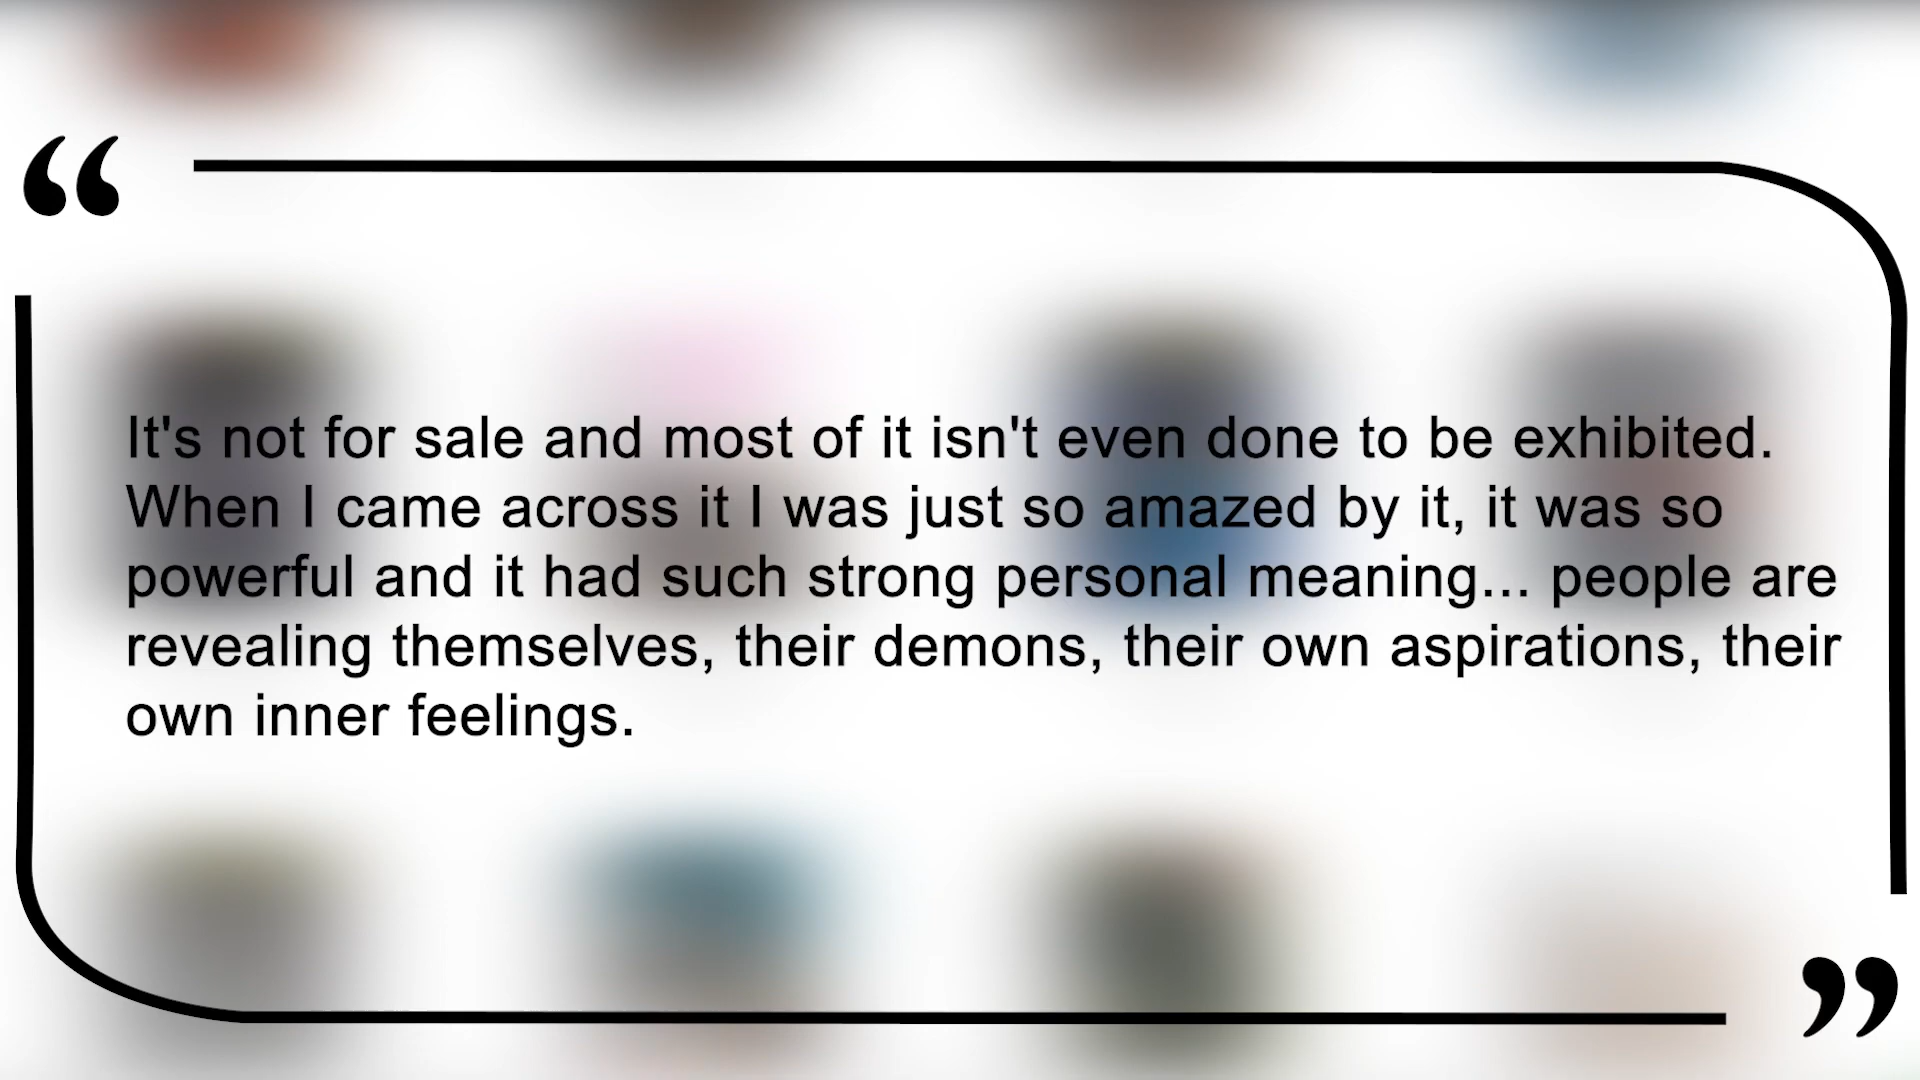 “
It's not for sale and most of it isn't even done to be exhibited.
When I came across it I was just so amazed by it, it was so
powerful and it had such strong personal meaning... people are
revealing themselves, their demons, their own aspirations, their
own inner feelings.
”